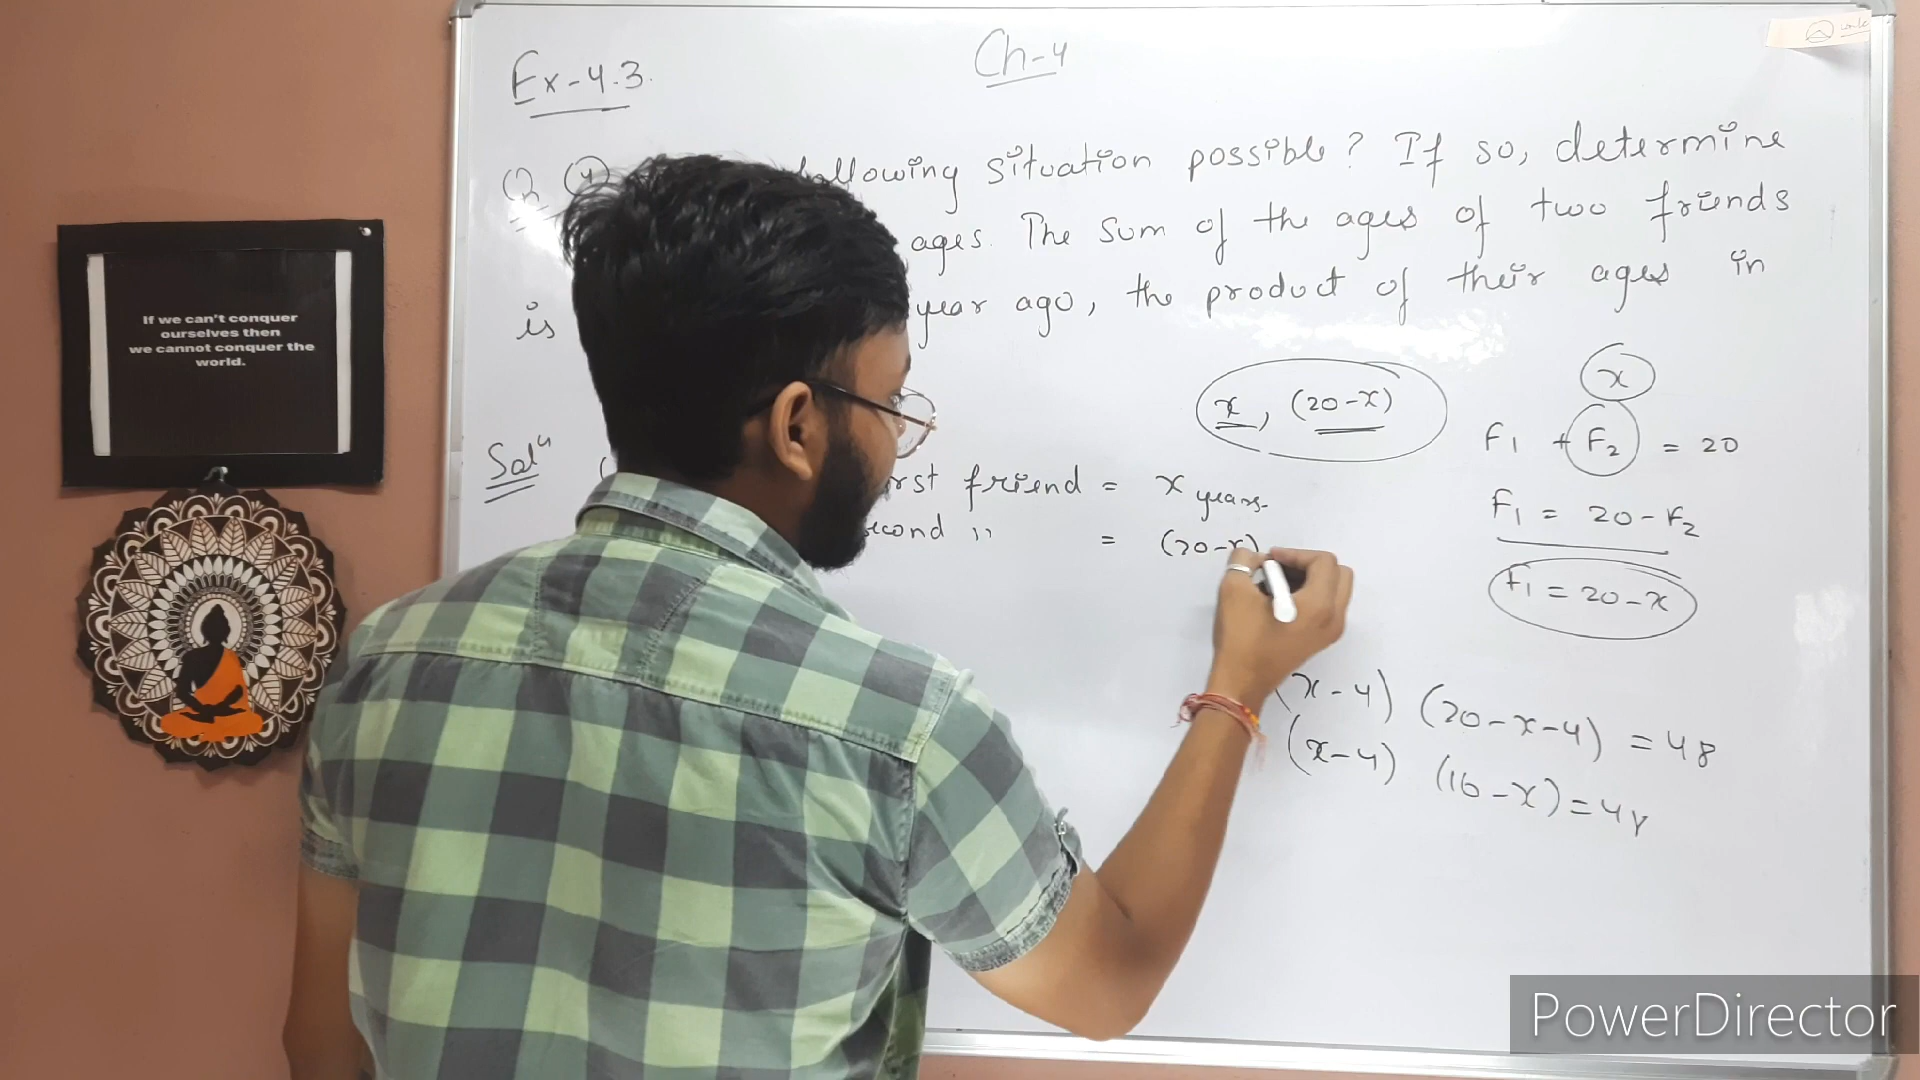 Ch-4
Ex-4.3.
Q (4) following situation possible? If so, determine
ages. The sum of the ages of two friends
is year ago, the product of their ages in
If we can't conquer
ourselves then
we cannot conquer the
world.
x, (20-x)
x
F1 + F2 = 20
F1 = 20-F2
F1 = 20-x
Solⁿ
friend = x years.
'' = (20-x)
(x-4) (20-x-4) = 48
(x-4) (16-x) = 48
PowerDirector